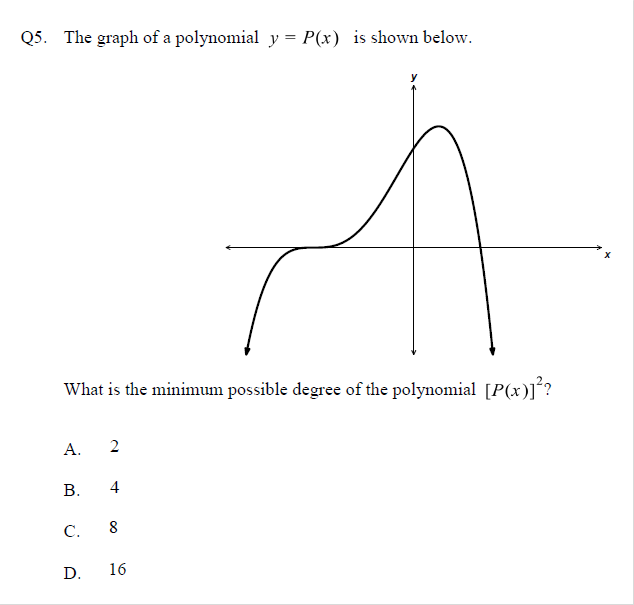 Q5. The graph of a polynomial y = P(x) is shown below.
y
x
What is the minimum possible degree of the polynomial [P(x)]²?
A. 2
B. 4
C. 8
D. 16